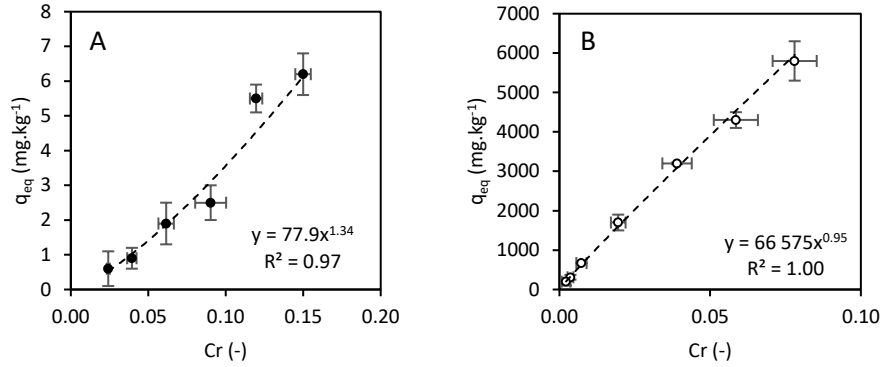 A
8
7
6
5
4
3
2
1
0
q_eq (mg.kg⁻¹)
y = 77.9x^1.34
R² = 0.97
0.00 0.05 0.10 0.15 0.20
Cr (-)
B
7000
6000
5000
4000
3000
2000
1000
0
q_eq (mg.kg⁻¹)
y = 66 575x^0.95
R² = 1.00
0.00 0.05 0.10
Cr (-)